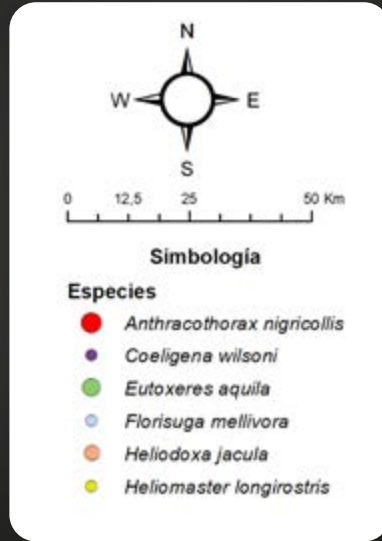 N
W E
S
0 12,5 25 50 Km
Simbología
Especies
Anthracothorax nigricollis
Coeligena wilsoni
Eutoxeres aquila
Florisuga mellivora
Heliodoxa jacula
Heliomaster longirostris